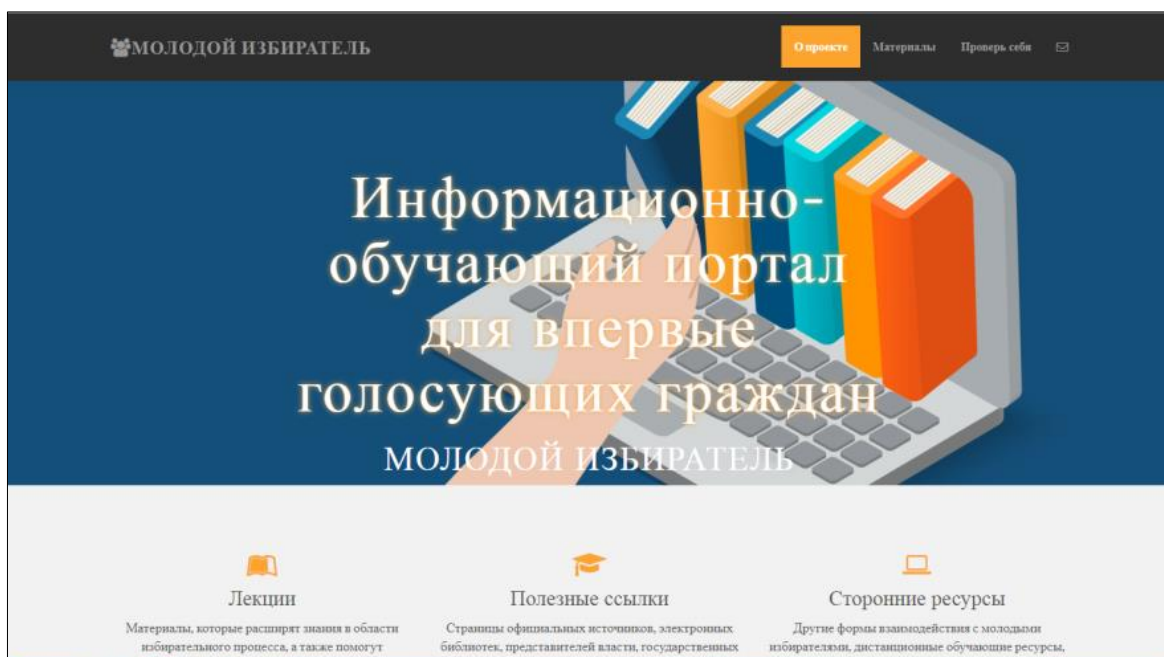 МОЛОДОЙ ИЗБИРАТЕЛЬ
О проекте
Материалы
Проверь себя
Информационно-
обучающий портал
для впервые
голосующих граждан
МОЛОДОЙ ИЗБИРАТЕЛЬ
Лекции
Материалы, которые расширят знания в области
избирательного процесса, а также помогут
Полезные ссылки
Страницы официальных источников, электронных
библиотек, представителей власти, государственных
Сторонние ресурсы
Другие формы взаимодействия с молодыми
избирателями, дистанционные обучающие ресурсы,